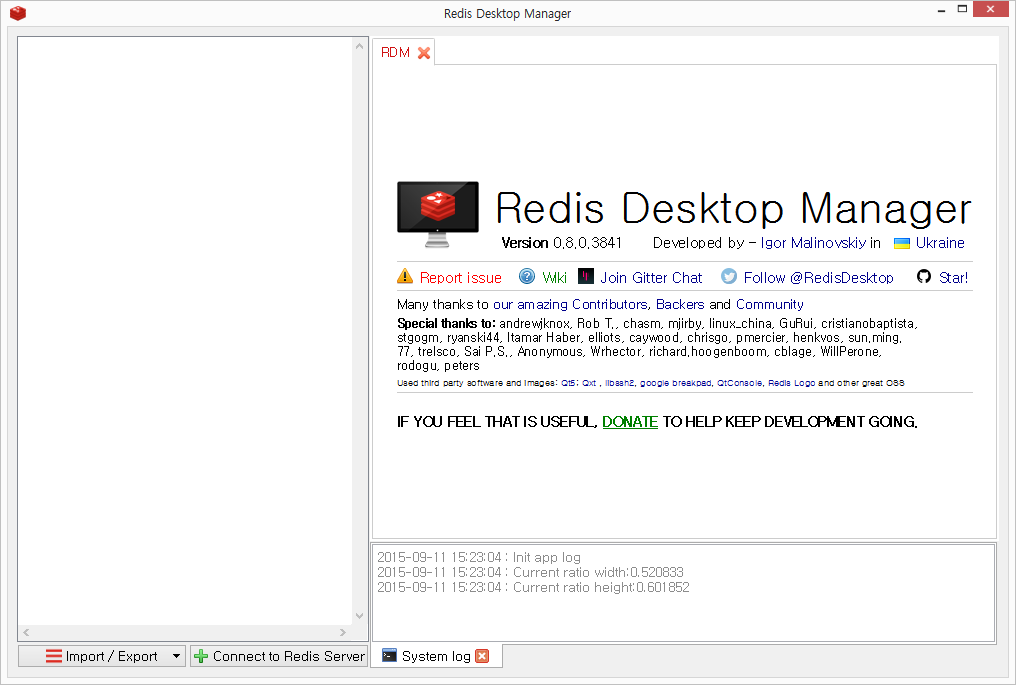 Redis Desktop Manager
RDM
Redis Desktop Manager
Version 0.8.0.3841 Developed by - Igor Malinovskiy in Ukraine
Report issue Wiki Join Gitter Chat Follow @RedisDesktop Star!
Many thanks to our amazing Contributors, Backers and Community
Special thanks to: andrewjknox, Rob T., chasm, mjirby, linux_china, GuRui, cristianobaptista,
stgogm, ryanski44, Itamar Haber, elliots, caywood, chrisgo, pmercier, henkvos, sun.ming.
77, trelsco, Sai P.S., Anonymous, Wrhector, richard.hoogenboom, cblage, WillPerone,
rodogu, peters
Used third party software and images: Qt5; Qxt , libssh2, google breakpad, QtConsole, Redis Logo and other great OSS
IF YOU FEEL THAT IS USEFUL, DONATE TO HELP KEEP DEVELOPMENT GOING.
2015-09-11 15:23:04 : Init app log
2015-09-11 15:23:04 : Current ratio width:0.520833
2015-09-11 15:23:04 : Current ratio height:0.601852
Import / Export Connect to Redis Server System log